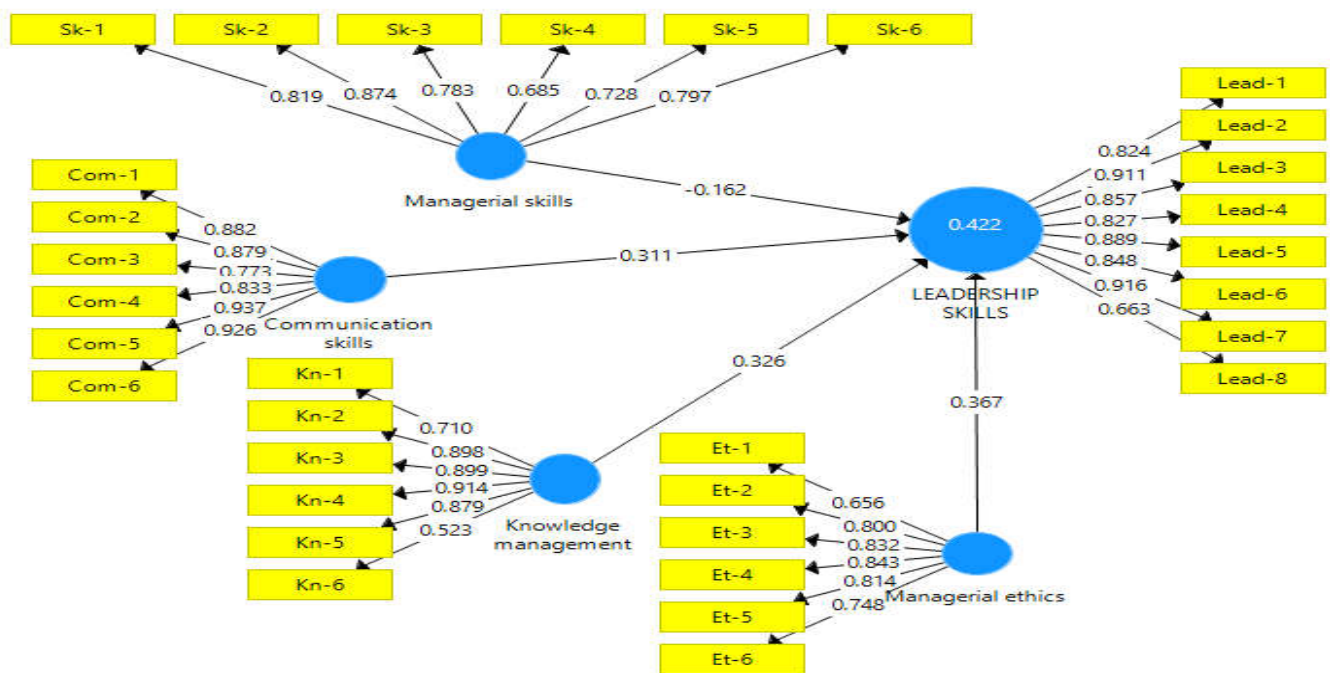 Sk-1
Sk-2
Sk-3
Sk-4
Sk-5
Sk-6
0.819
0.874
0.783
0.685
0.728
0.797
Managerial skills
-0.162
Com-1
Com-2
Com-3
Com-4
Com-5
Com-6
0.882
0.879
0.773
0.833
0.937
0.926
Communication
skills
0.311
Kn-1
Kn-2
Kn-3
Kn-4
Kn-5
Kn-6
0.710
0.898
0.899
0.914
0.879
0.523
Knowledge
management
0.326
Et-1
Et-2
Et-3
Et-4
Et-5
Et-6
0.656
0.800
0.832
0.843
0.814
0.748
Managerial ethics
0.367
0.422
LEADERSHIP
SKILLS
0.824
0.911
0.857
0.827
0.889
0.848
0.916
0.663
Lead-1
Lead-2
Lead-3
Lead-4
Lead-5
Lead-6
Lead-7
Lead-8